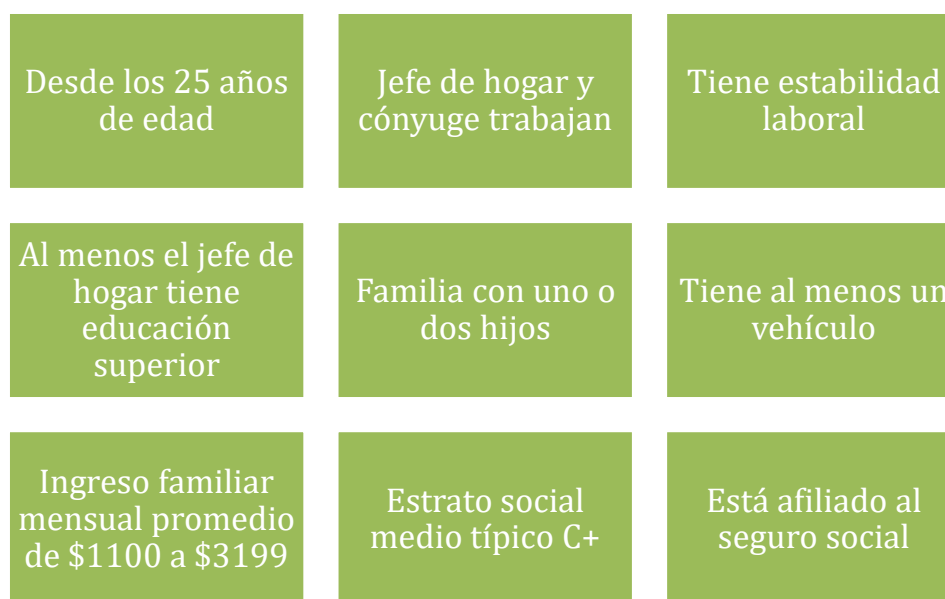 Desde los 25 años
de edad
Jefe de hogar y
cónyuge trabajan
Tiene estabilidad
laboral
Al menos el jefe de
hogar tiene
educación
superior
Familia con uno o
dos hijos
Tiene al menos un
vehículo
Ingreso familiar
mensual promedio
de $1100 a $3199
Estrato social
medio típico C+
Está afiliado al
seguro social